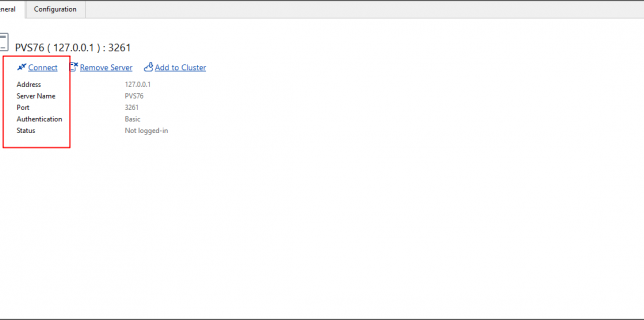 Configuration
PVS76 ( 127.0.0.1 ) : 3261
Connect Remove Server Add to Cluster
Address 127.0.0.1
Server Name PVS76
Port 3261
Authentication Basic
Status Not logged-in